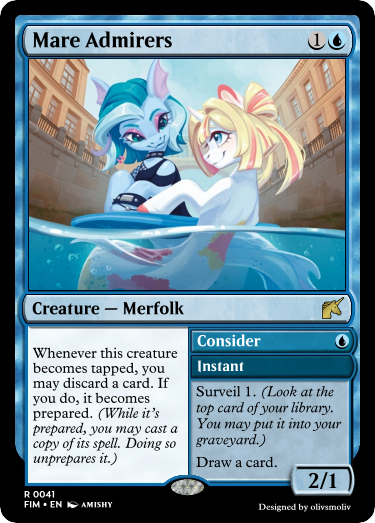 Mare Admirers
1
Creature — Merfolk
Whenever this creature
becomes tapped, you
may discard a card. If
you do, it becomes
prepared. (While it's
prepared, you may cast a
copy of its spell. Doing so
unprepares it.)
Consider
Instant
Surveil 1. (Look at the
top card of your library.
You may put it into your
graveyard.)
Draw a card.
2/1
R 0041
FIM • EN AMISHY
Designed by olivsmoliv